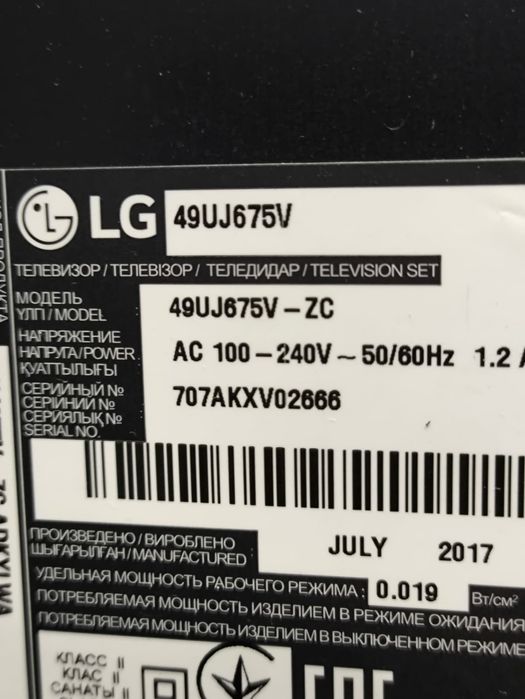 LG 49UJ675V
ТЕЛЕВИЗОР / ТЕЛЕВІЗОР / ТЕЛЕДИДАР / TELEVISION SET
МОДЕЛЬ
ҮЛГІ / MODEL
49UJ675V-ZC
НАПРЯЖЕНИЕ
НАПРУГА/POWER
ҚУАТТЫЛЫҒЫ
AC 100-240V~50/60Hz 1.2 A
СЕРИЙНЫЙ №
СЕРІЙНИЙ №
СЕРИЯЛЫҚ №
SERIAL NO.
707AKXV02666
ПРОИЗВЕДЕНО / ВИРОБЛЕНО
ШЫҒАРЫЛҒАН / MANUFACTURED
: JULY 2017
УДЕЛЬНАЯ МОЩНОСТЬ РАБОЧЕГО РЕЖИМА : 0.019 Вт/см²
ПОТРЕБЛЯЕМАЯ МОЩНОСТЬ ИЗДЕЛИЕМ В РЕЖИМЕ ОЖИДАНИЯ
ПОТРЕБЛЯЕМАЯ МОЩНОСТЬ ИЗДЕЛИЕМ В ВЫКЛЮЧЕННОМ РЕЖИМЕ
КЛАСС II
КЛАС II
САНАТЫ II
EAC